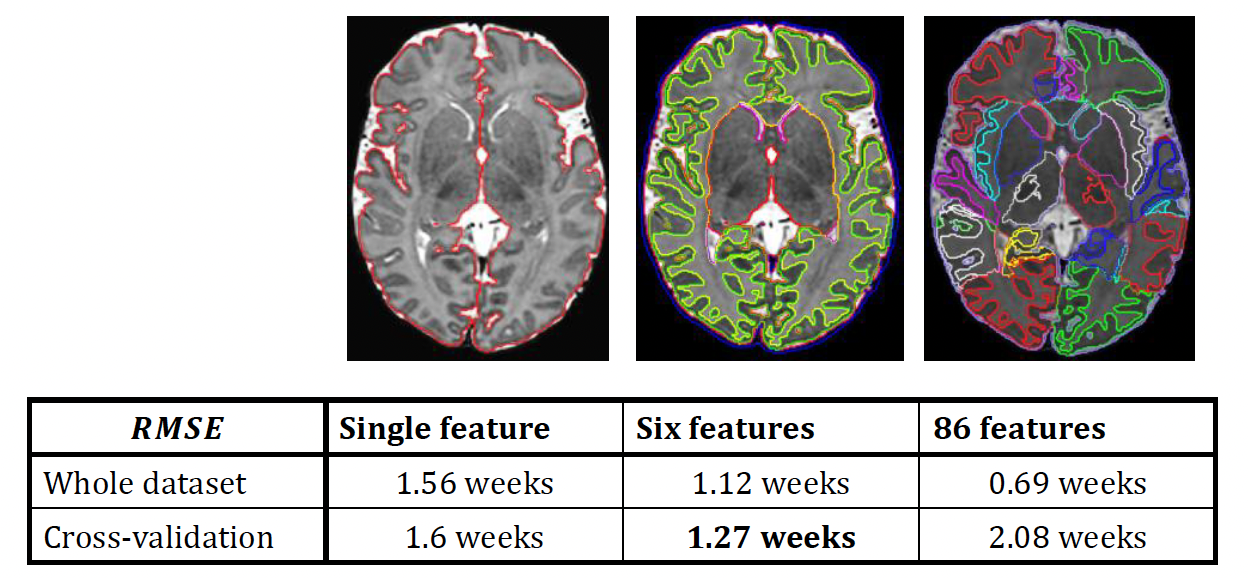 RMSE Single feature Six features 86 features
Whole dataset 1.56 weeks 1.12 weeks 0.69 weeks
Cross-validation 1.6 weeks 1.27 weeks 2.08 weeks